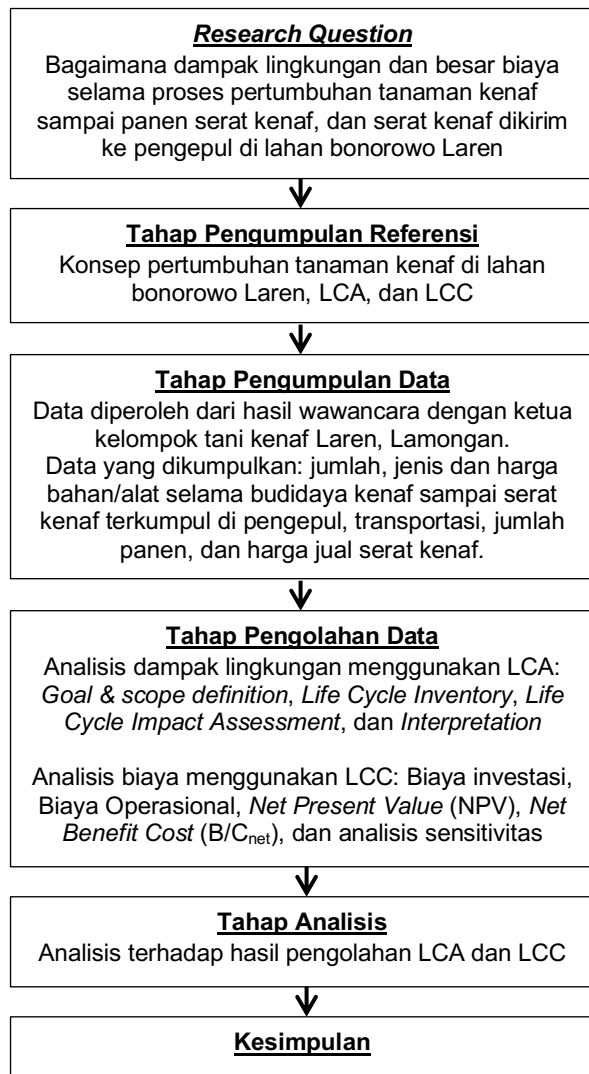 Research Question
Bagaimana dampak lingkungan dan besar biaya
selama proses pertumbuhan tanaman kenaf
sampai panen serat kenaf, dan serat kenaf dikirim
ke pengepul di lahan bonorowo Laren
Tahap Pengumpulan Referensi
Konsep pertumbuhan tanaman kenaf di lahan
bonorowo Laren, LCA, dan LCC
Tahap Pengumpulan Data
Data diperoleh dari hasil wawancara dengan ketua
kelompok tani kenaf Laren, Lamongan.
Data yang dikumpulkan: jumlah, jenis dan harga
bahan/alat selama budidaya kenaf sampai serat
kenaf terkumpul di pengepul, transportasi, jumlah
panen, dan harga jual serat kenaf.
Tahap Pengolahan Data
Analisis dampak lingkungan menggunakan LCA:
Goal & scope definition, Life Cycle Inventory, Life
Cycle Impact Assessment, dan Interpretation
Analisis biaya menggunakan LCC: Biaya investasi,
Biaya Operasional, Net Present Value (NPV), Net
Benefit Cost (B/Cnet), dan analisis sensitivitas
Tahap Analisis
Analisis terhadap hasil pengolahan LCA dan LCC
Kesimpulan